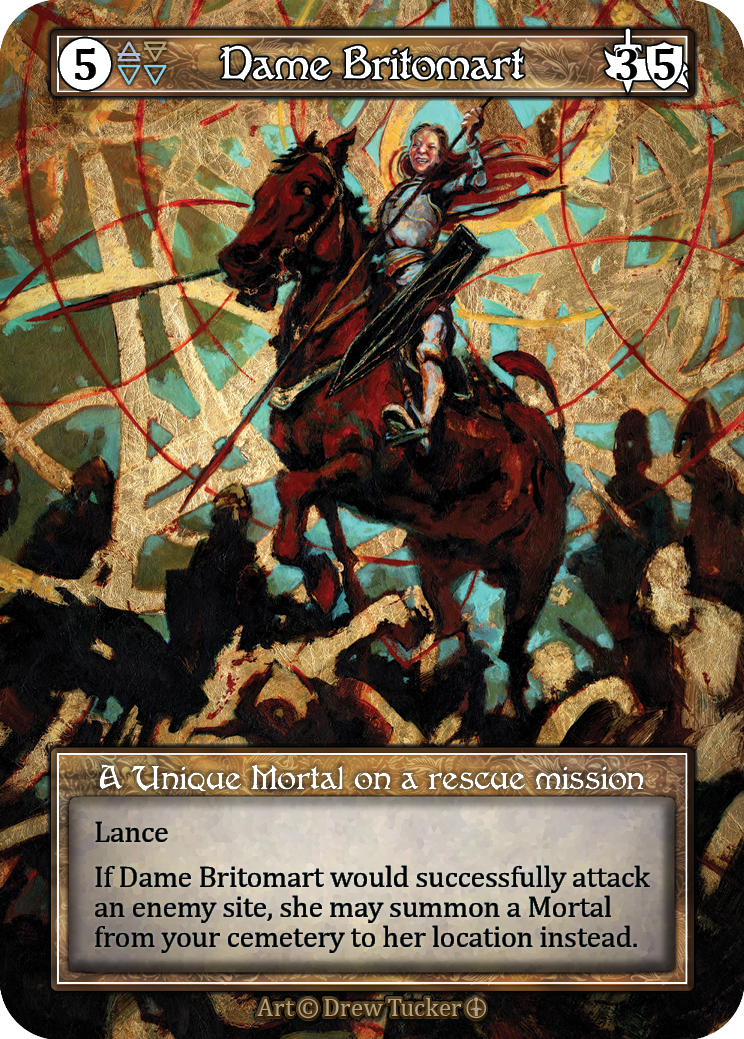 5 Dame Britomart 3 5
A Unique Mortal on a rescue mission
Lance
If Dame Britomart would successfully attack
an enemy site, she may summon a Mortal
from your cemetery to her location instead.
Art © Drew Tucker